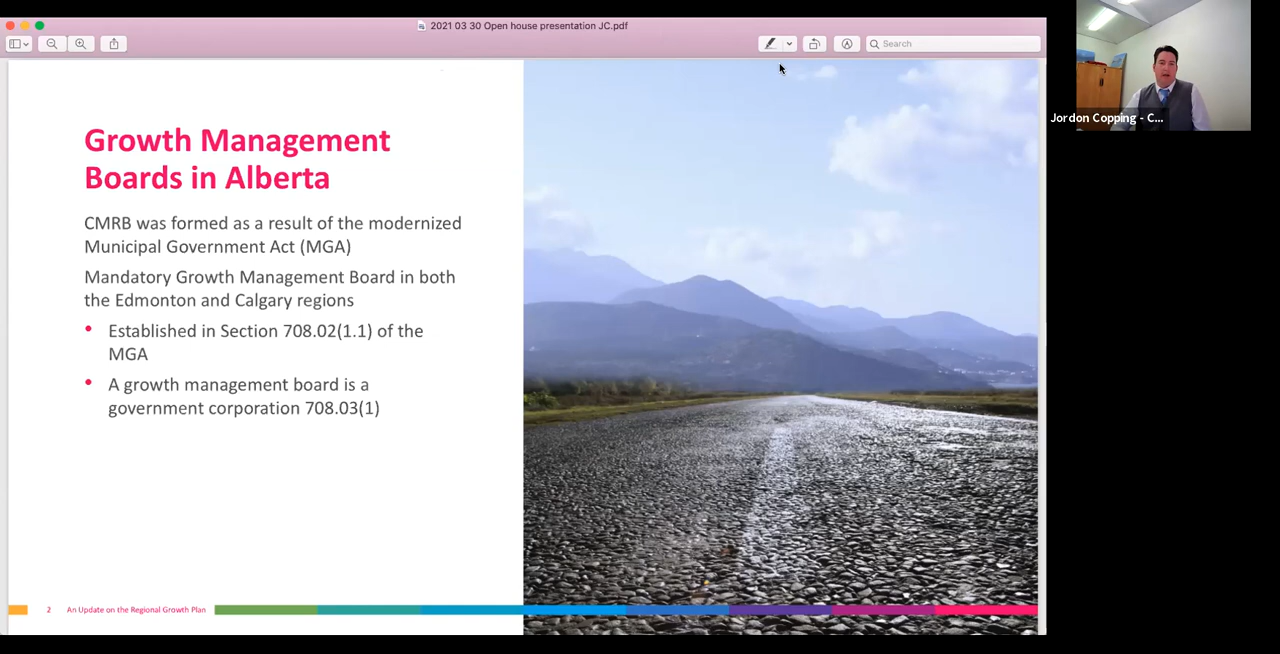 2021 03 30 Open house presentation JC.pdf
Search
Jordon Copping - C...
Growth Management
Boards in Alberta
CMRB was formed as a result of the modernized
Municipal Government Act (MGA)
Mandatory Growth Management Board in both
the Edmonton and Calgary regions
• Established in Section 708.02(1.1) of the
MGA
• A growth management board is a
government corporation 708.03(1)
2 An Update on the Regional Growth Plan